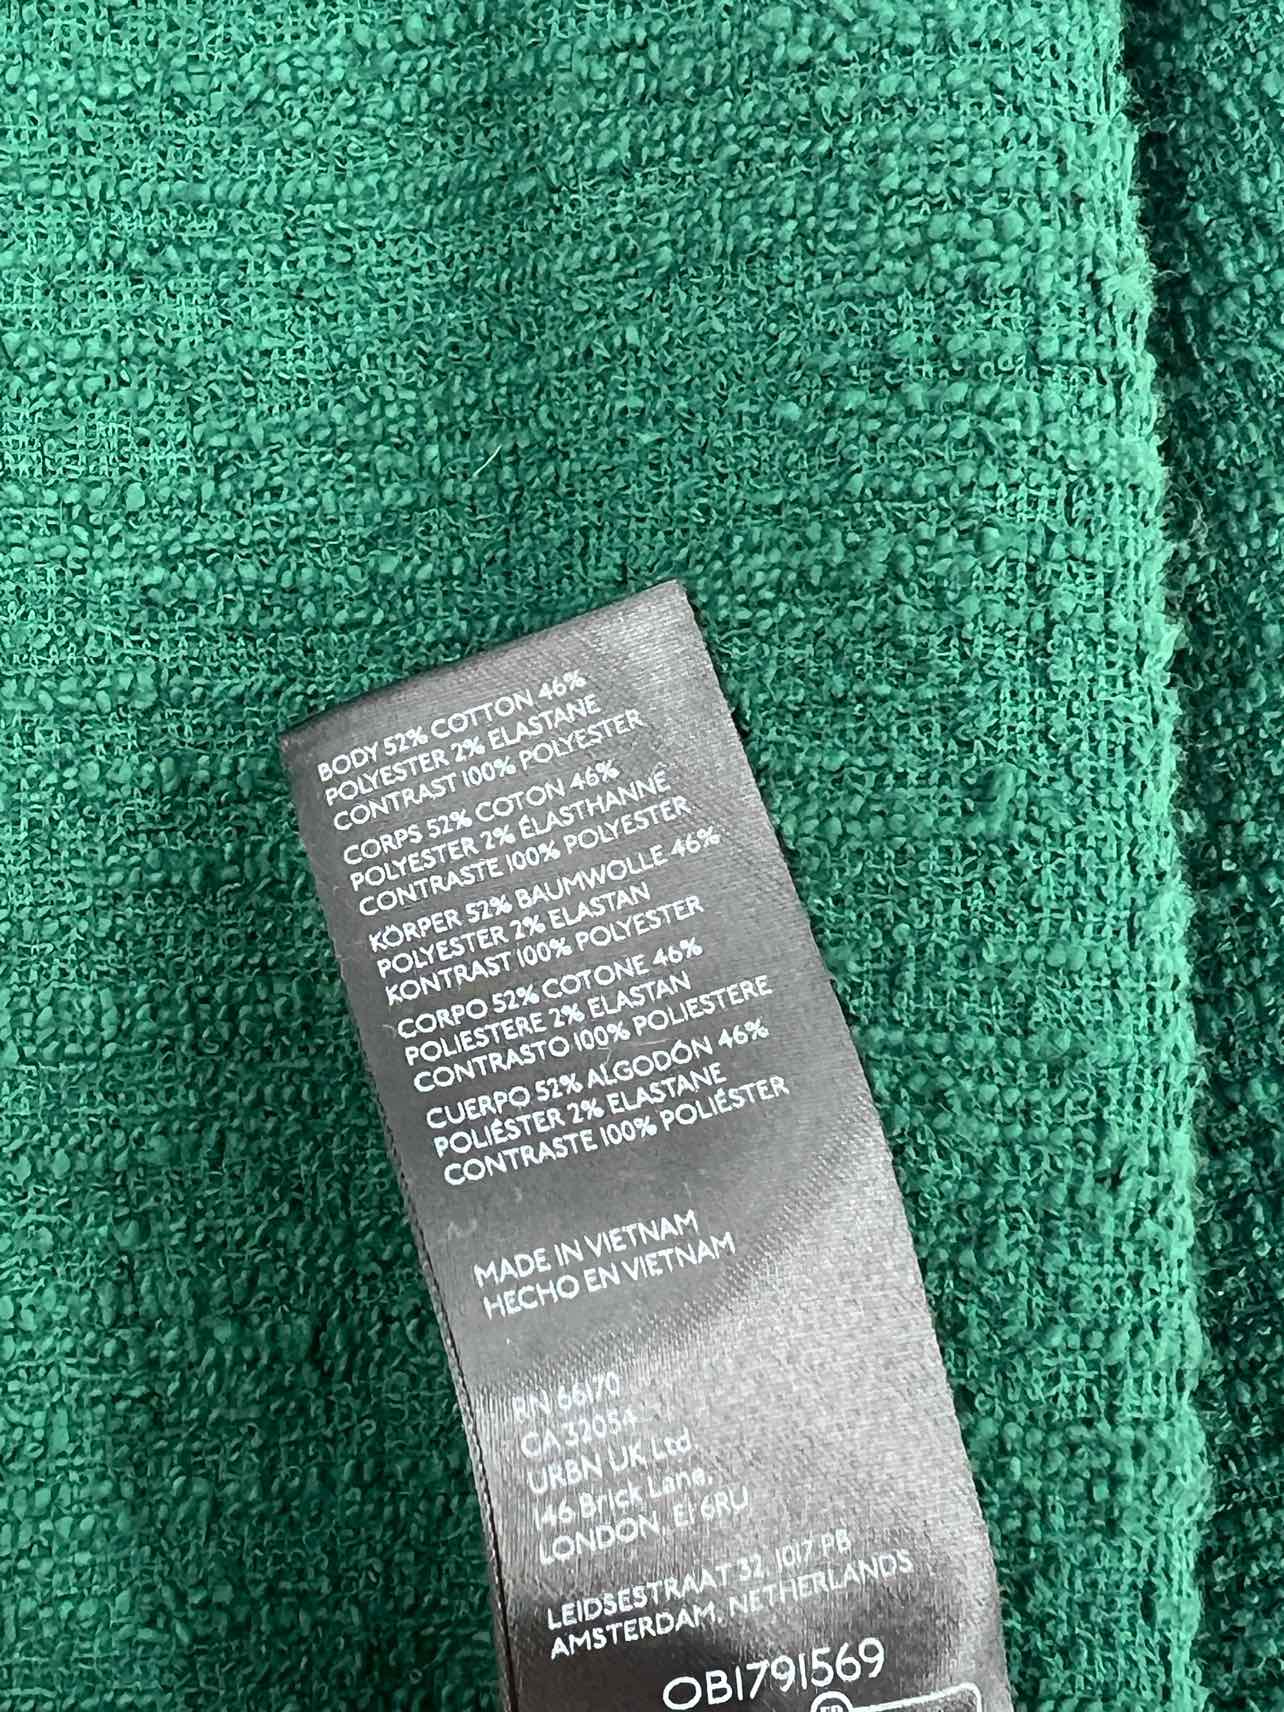 BODY 52% COTTON 46%
POLYESTER 2% ELASTANE
CONTRAST 100% POLYESTER
CORPS 52% COTON 46%
POLYESTER 2% ÉLASTHANNE
CONTRASTE 100% POLYESTER
KÖRPER 52% BAUMWOLLE 46%
POLYESTER 2% ELASTAN
KONTRAST 100% POLYESTER
CORPO 52% COTONE 46%
POLIESTERE 2% ELASTAN
CONTRASTO 100% POLIESTERE
CUERPO 52% ALGODÓN 46%
POLIÉSTER 2% ELASTANE
CONTRASTE 100% POLIÉSTER
MADE IN VIETNAM
HECHO EN VIETNAM
RN 66170
CA 32054
URBN UK Ltd.
146 Brick Lane,
LONDON, E1 6RU
LEIDSESTRAAT 32, 1017 PB
AMSTERDAM, NETHERLANDS
OB1791569